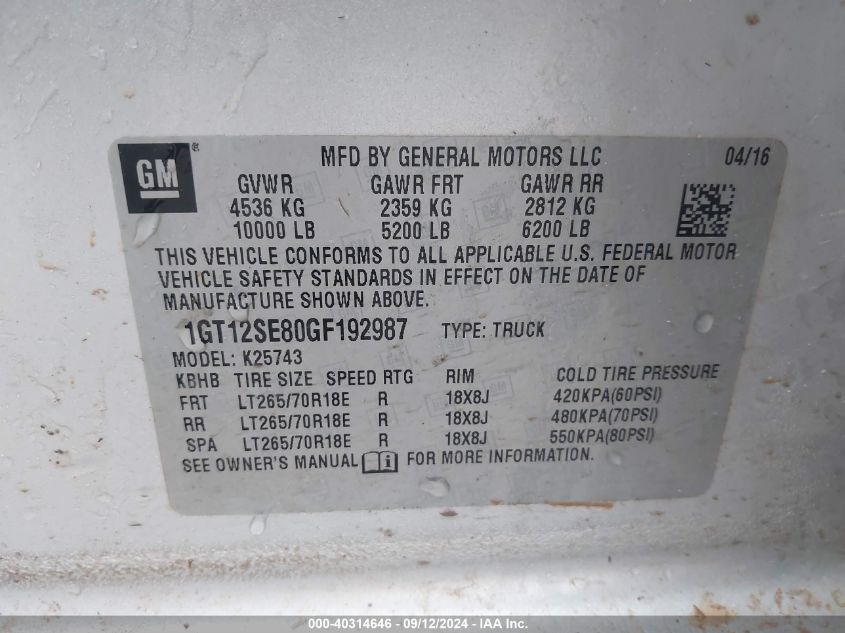 GM ® MFD BY GENERAL MOTORS LLC 04/16
GVWR GAWR FRT GAWR RR
4536 KG 2359 KG 2812 KG
10000 LB 5200 LB 6200 LB
THIS VEHICLE CONFORMS TO ALL APPLICABLE U.S. FEDERAL MOTOR
VEHICLE SAFETY STANDARDS IN EFFECT ON THE DATE OF
MANUFACTURE SHOWN ABOVE.
1GT12SE80GF192987 TYPE: TRUCK
MODEL: K25743
KBHB TIRE SIZE SPEED RTG RIM COLD TIRE PRESSURE
FRT LT265/70R18E R 18X8J 420KPA(60PSI)
RR LT265/70R18E R 18X8J 480KPA(70PSI)
SPA LT265/70R18E R 18X8J 550KPA(80PSI)
SEE OWNER'S MANUAL FOR MORE INFORMATION.
000-40314646 - 09/12/2024 - IAA Inc.